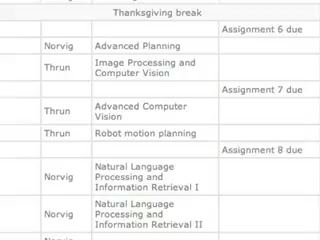 Thanksgiving break
Assignment 6 due
Norvig Advanced Planning
Thrun Image Processing and
Computer Vision
Assignment 7 due
Thrun Advanced Computer
Vision
Thrun Robot motion planning
Assignment 8 due
Norvig Natural Language
Processing and
Information Retrieval I
Norvig Natural Language
Processing and
Information Retrieval II